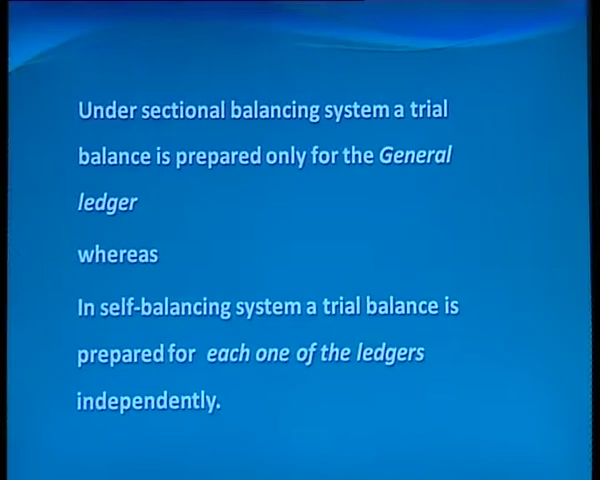 Under sectional balancing system a trial
balance is prepared only for the General
ledger
whereas
In self-balancing system a trial balance is
prepared for each one of the ledgers
independently.